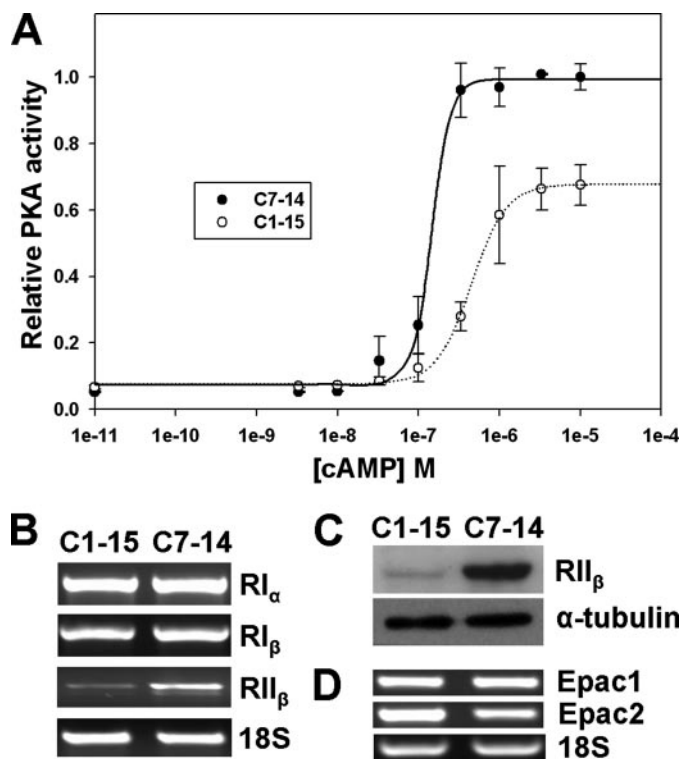 A
Relative PKA activity
1.0
0.8
0.6
0.4
0.2
0.0
C7-14
C1-15
1e-11 1e-10 1e-9 1e-8 1e-7 1e-6 1e-5 1e-4
[cAMP] M
B
C1-15 C7-14
RIα
RIβ
RIIβ
18S
C
C1-15 C7-14
RIIβ
α-tubulin
D
Epac1
Epac2
18S